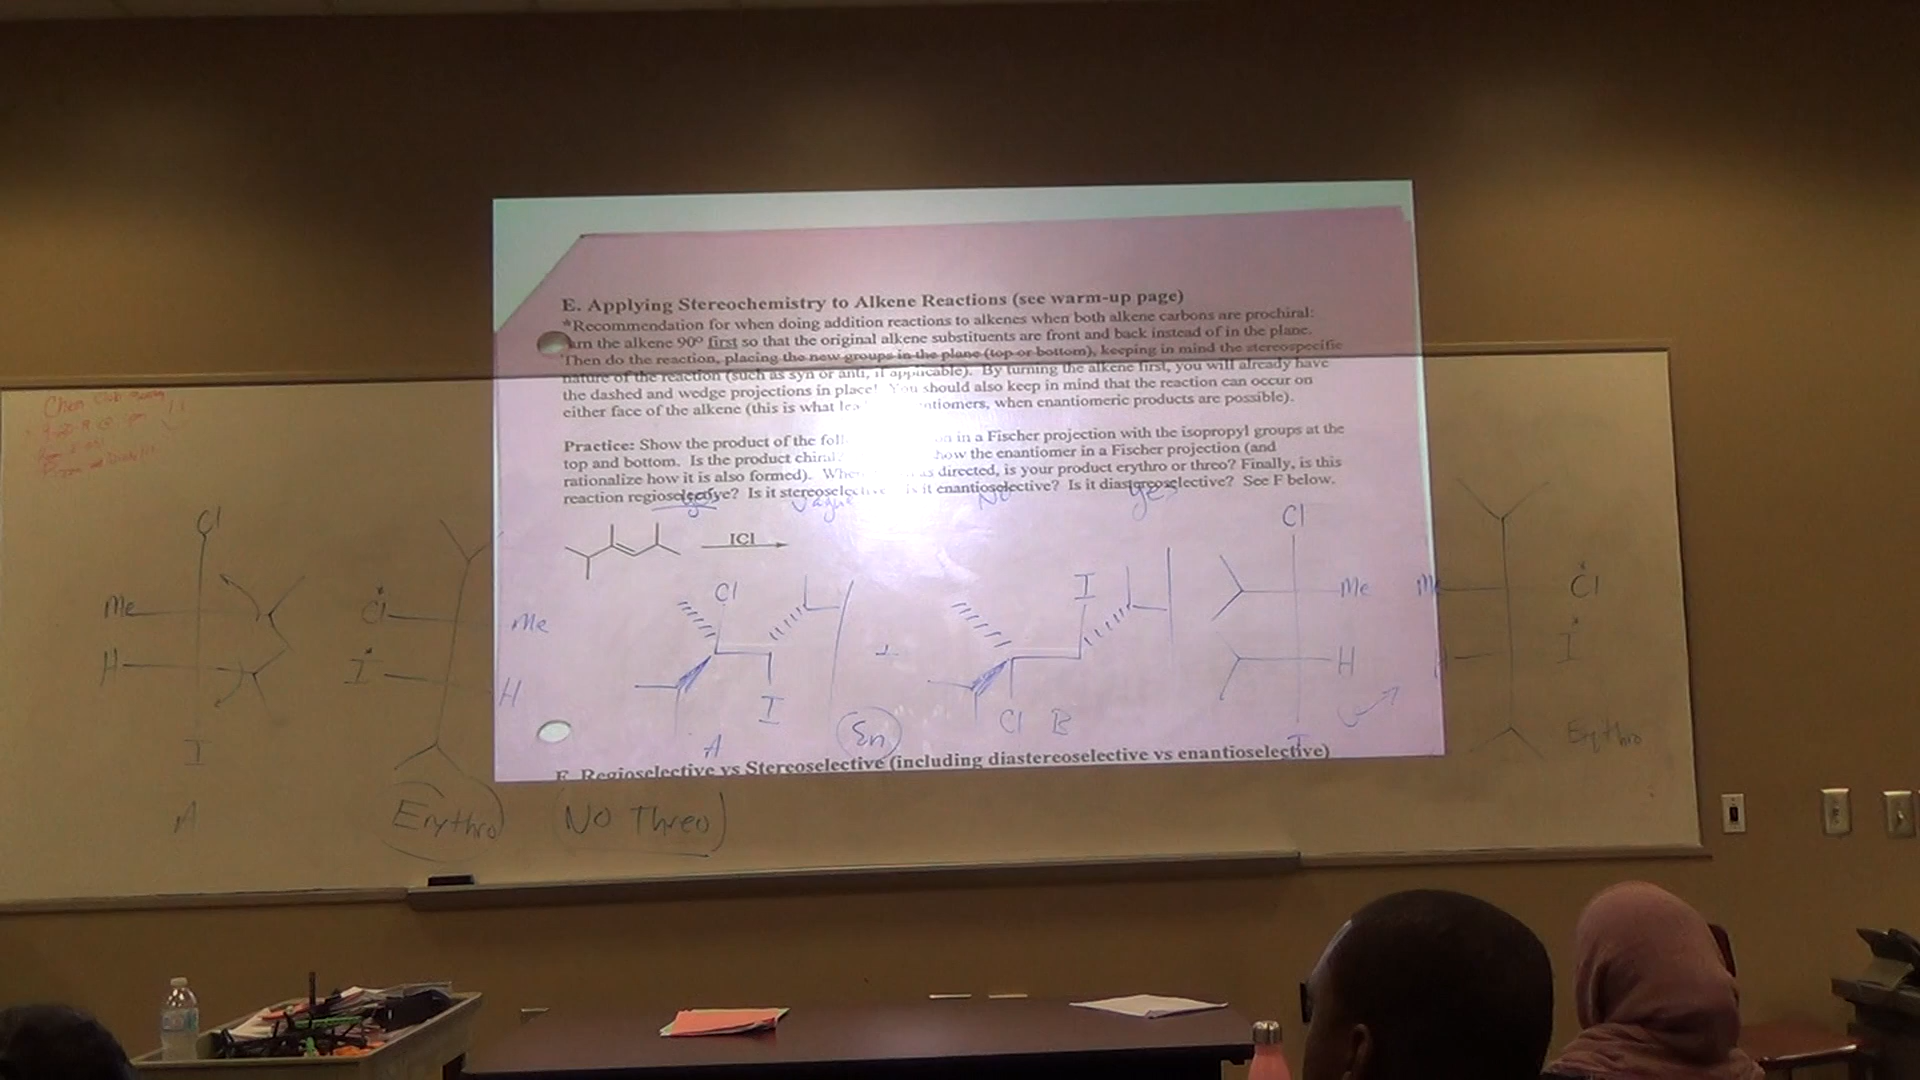 E. Applying Stereochemistry to Alkene Reactions (see warm-up page)
*Recommendation for when doing addition reactions to alkenes when both alkene carbons are prochiral:
the alkene 90º first so that the original alkene substituents are front and back instead of in the plane.
Then do the reaction, placing the new groups in the plane (top or bottom), keeping in mind the stereospecific
nature of the reaction (such as syn or anti, if applicable). By turning the alkene first, you will already have
the dashed and wedge projections in place! You should also keep in mind that the reaction can occur on
either face of the alkene (this is what enantiomers, when enantiomeric products are possible).
Practice: Show the product of the in a Fischer projection with the isopropyl groups at the
top and bottom. Is the product the enantiomer in a Fischer projection (and
rationalize how it is also formed). as directed, is your product erythro or threo? Finally, is this
reaction regioselective? Is it stereoselective it enantioselective? Is it diastereoselective? See F below.
yes vague No yes
ICl
Cl
Me
H
I
A
Cl
Me
I
H
Erythro
No Threo
Cl
I
A
+
En
I
Cl B
Cl
Me
H
I
Me Cl
H I
Erythro
F. Regioselective vs Stereoselective (including diastereoselective vs enantioselective)